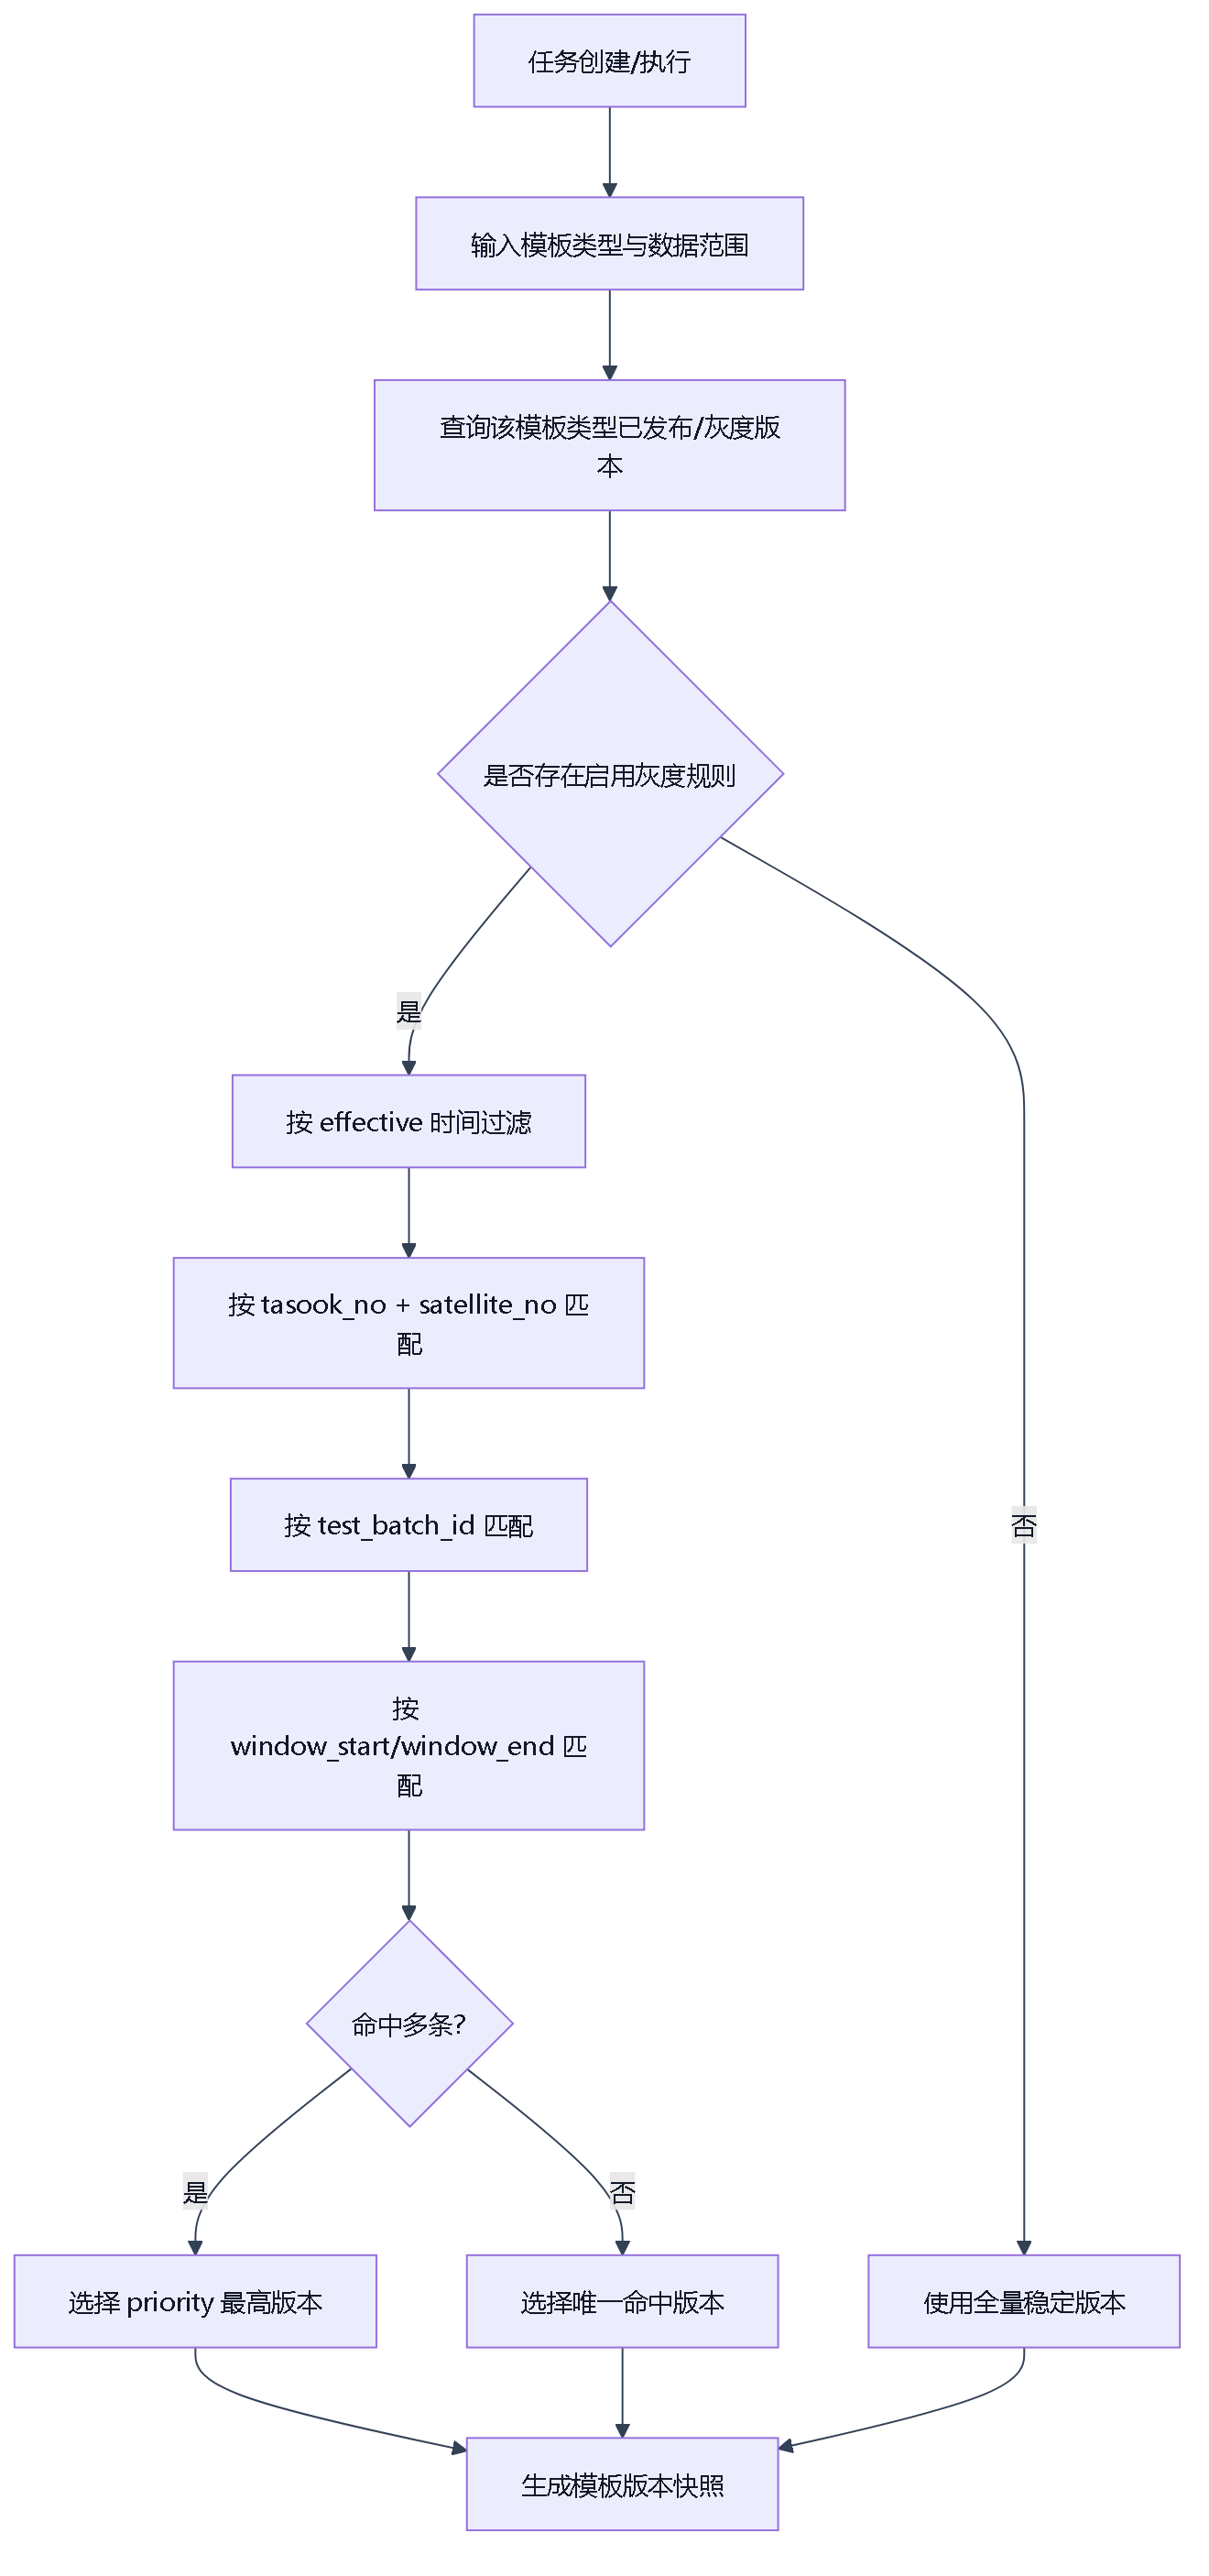 任务创建/执行
输入模板类型与数据范围
查询该模板类型已发布/灰度版
本
是否存在启用灰度规则
是
按 effective 时间过滤
按 tasook_no + satellite_no 匹
配
按 test_batch_id 匹配
否
按
window_start/window_end 匹
配
命中多条?
是
否
选择 priority 最高版本
选择唯一命中版本
使用全量稳定版本
生成模板版本快照